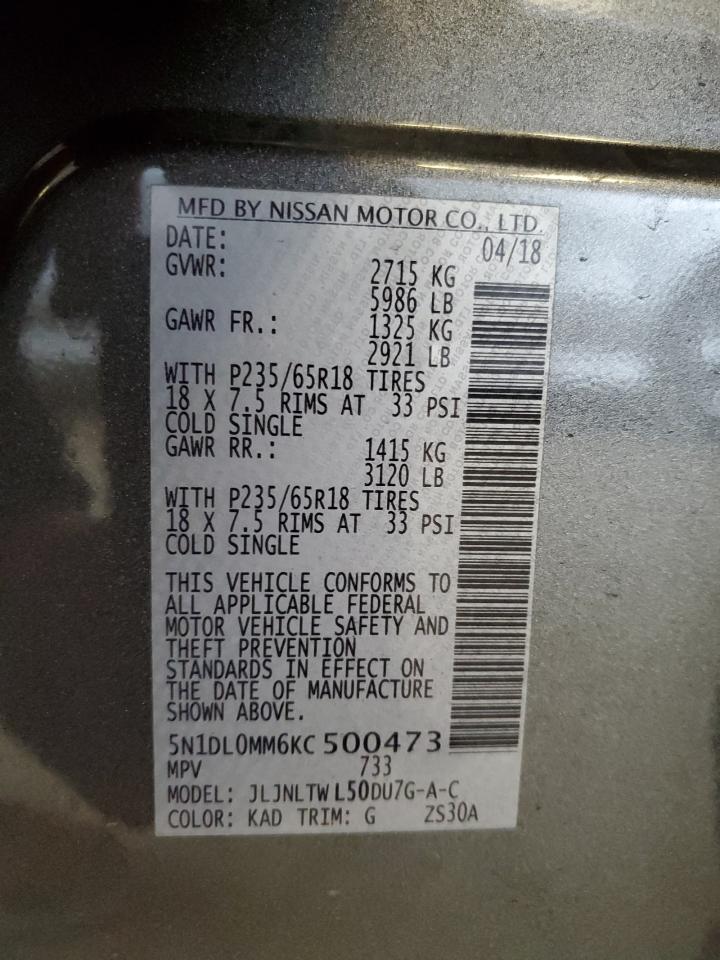 MFD BY NISSAN MOTOR CO., LTD.
DATE: 04/18
GVWR: 2715 KG
5986 LB
GAWR FR.: 1325 KG
2921 LB
WITH P235/65R18 TIRES
18 X 7.5 RIMS AT 33 PSI
COLD SINGLE
GAWR RR.: 1415 KG
3120 LB
WITH P235/65R18 TIRES
18 X 7.5 RIMS AT 33 PSI
COLD SINGLE
THIS VEHICLE CONFORMS TO
ALL APPLICABLE FEDERAL
MOTOR VEHICLE SAFETY AND
THEFT PREVENTION
STANDARDS IN EFFECT ON
THE DATE OF MANUFACTURE
SHOWN ABOVE.
5N1DL0MM6KC500473
MPV 733
MODEL: JLJNLTWL50DU7G-A-C
COLOR: KAD TRIM: G ZS30A